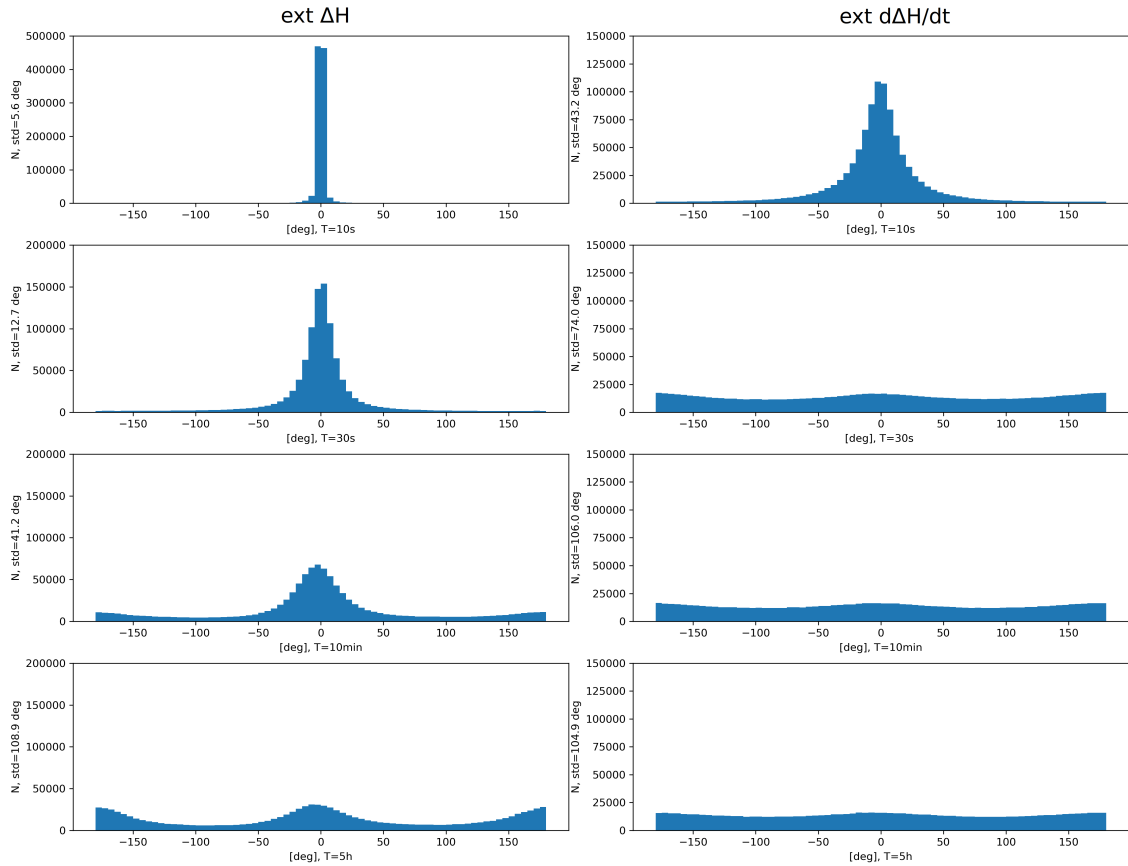 ext ΔH
500000
400000
300000
200000
100000
0
N, std=5.6 deg
−150 −100 −50 0 50 100 150
[deg], T=10s
ext dΔH/dt
150000
125000
100000
75000
50000
25000
0
N, std=43.2 deg
−150 −100 −50 0 50 100 150
[deg], T=10s
200000
150000
100000
50000
0
N, std=12.7 deg
−150 −100 −50 0 50 100 150
[deg], T=30s
150000
125000
100000
75000
50000
25000
0
N, std=74.0 deg
−150 −100 −50 0 50 100 150
[deg], T=30s
200000
150000
100000
50000
0
N, std=41.2 deg
−150 −100 −50 0 50 100 150
[deg], T=10min
150000
125000
100000
75000
50000
25000
0
N, std=106.0 deg
−150 −100 −50 0 50 100 150
[deg], T=10min
200000
150000
100000
50000
0
N, std=108.9 deg
−150 −100 −50 0 50 100 150
[deg], T=5h
150000
125000
100000
75000
50000
25000
0
N, std=104.9 deg
−150 −100 −50 0 50 100 150
[deg], T=5h